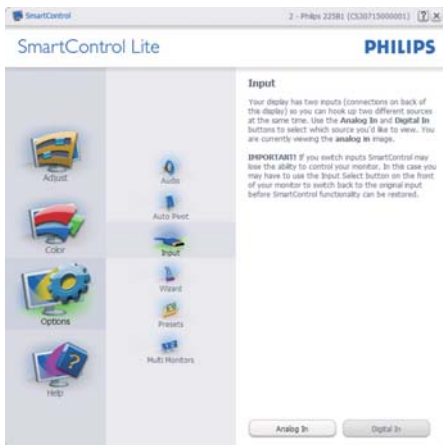 SmartControl
2 - Philips 225B1 (CS30715000001)
SmartControl Lite
PHILIPS
Adjust
Color
Options
Help
Audio
Auto Pivot
Input
Wizard
Presets
Multi Monitors
Input
Your display has two inputs (connections on back of
the display) so you can hook up two different sources
at the same time. Use the Analog In and Digital In
buttons to select which source you'd like to view. You
are currently viewing the analog in image.
IMPORTANT! If you switch inputs SmartControl may
lose the ability to control your monitor. In this case you
may have to use the Input Select button on the front
of your monitor to switch back to the original input
before SmartControl functionality can be restored.
Analog In
Digital In